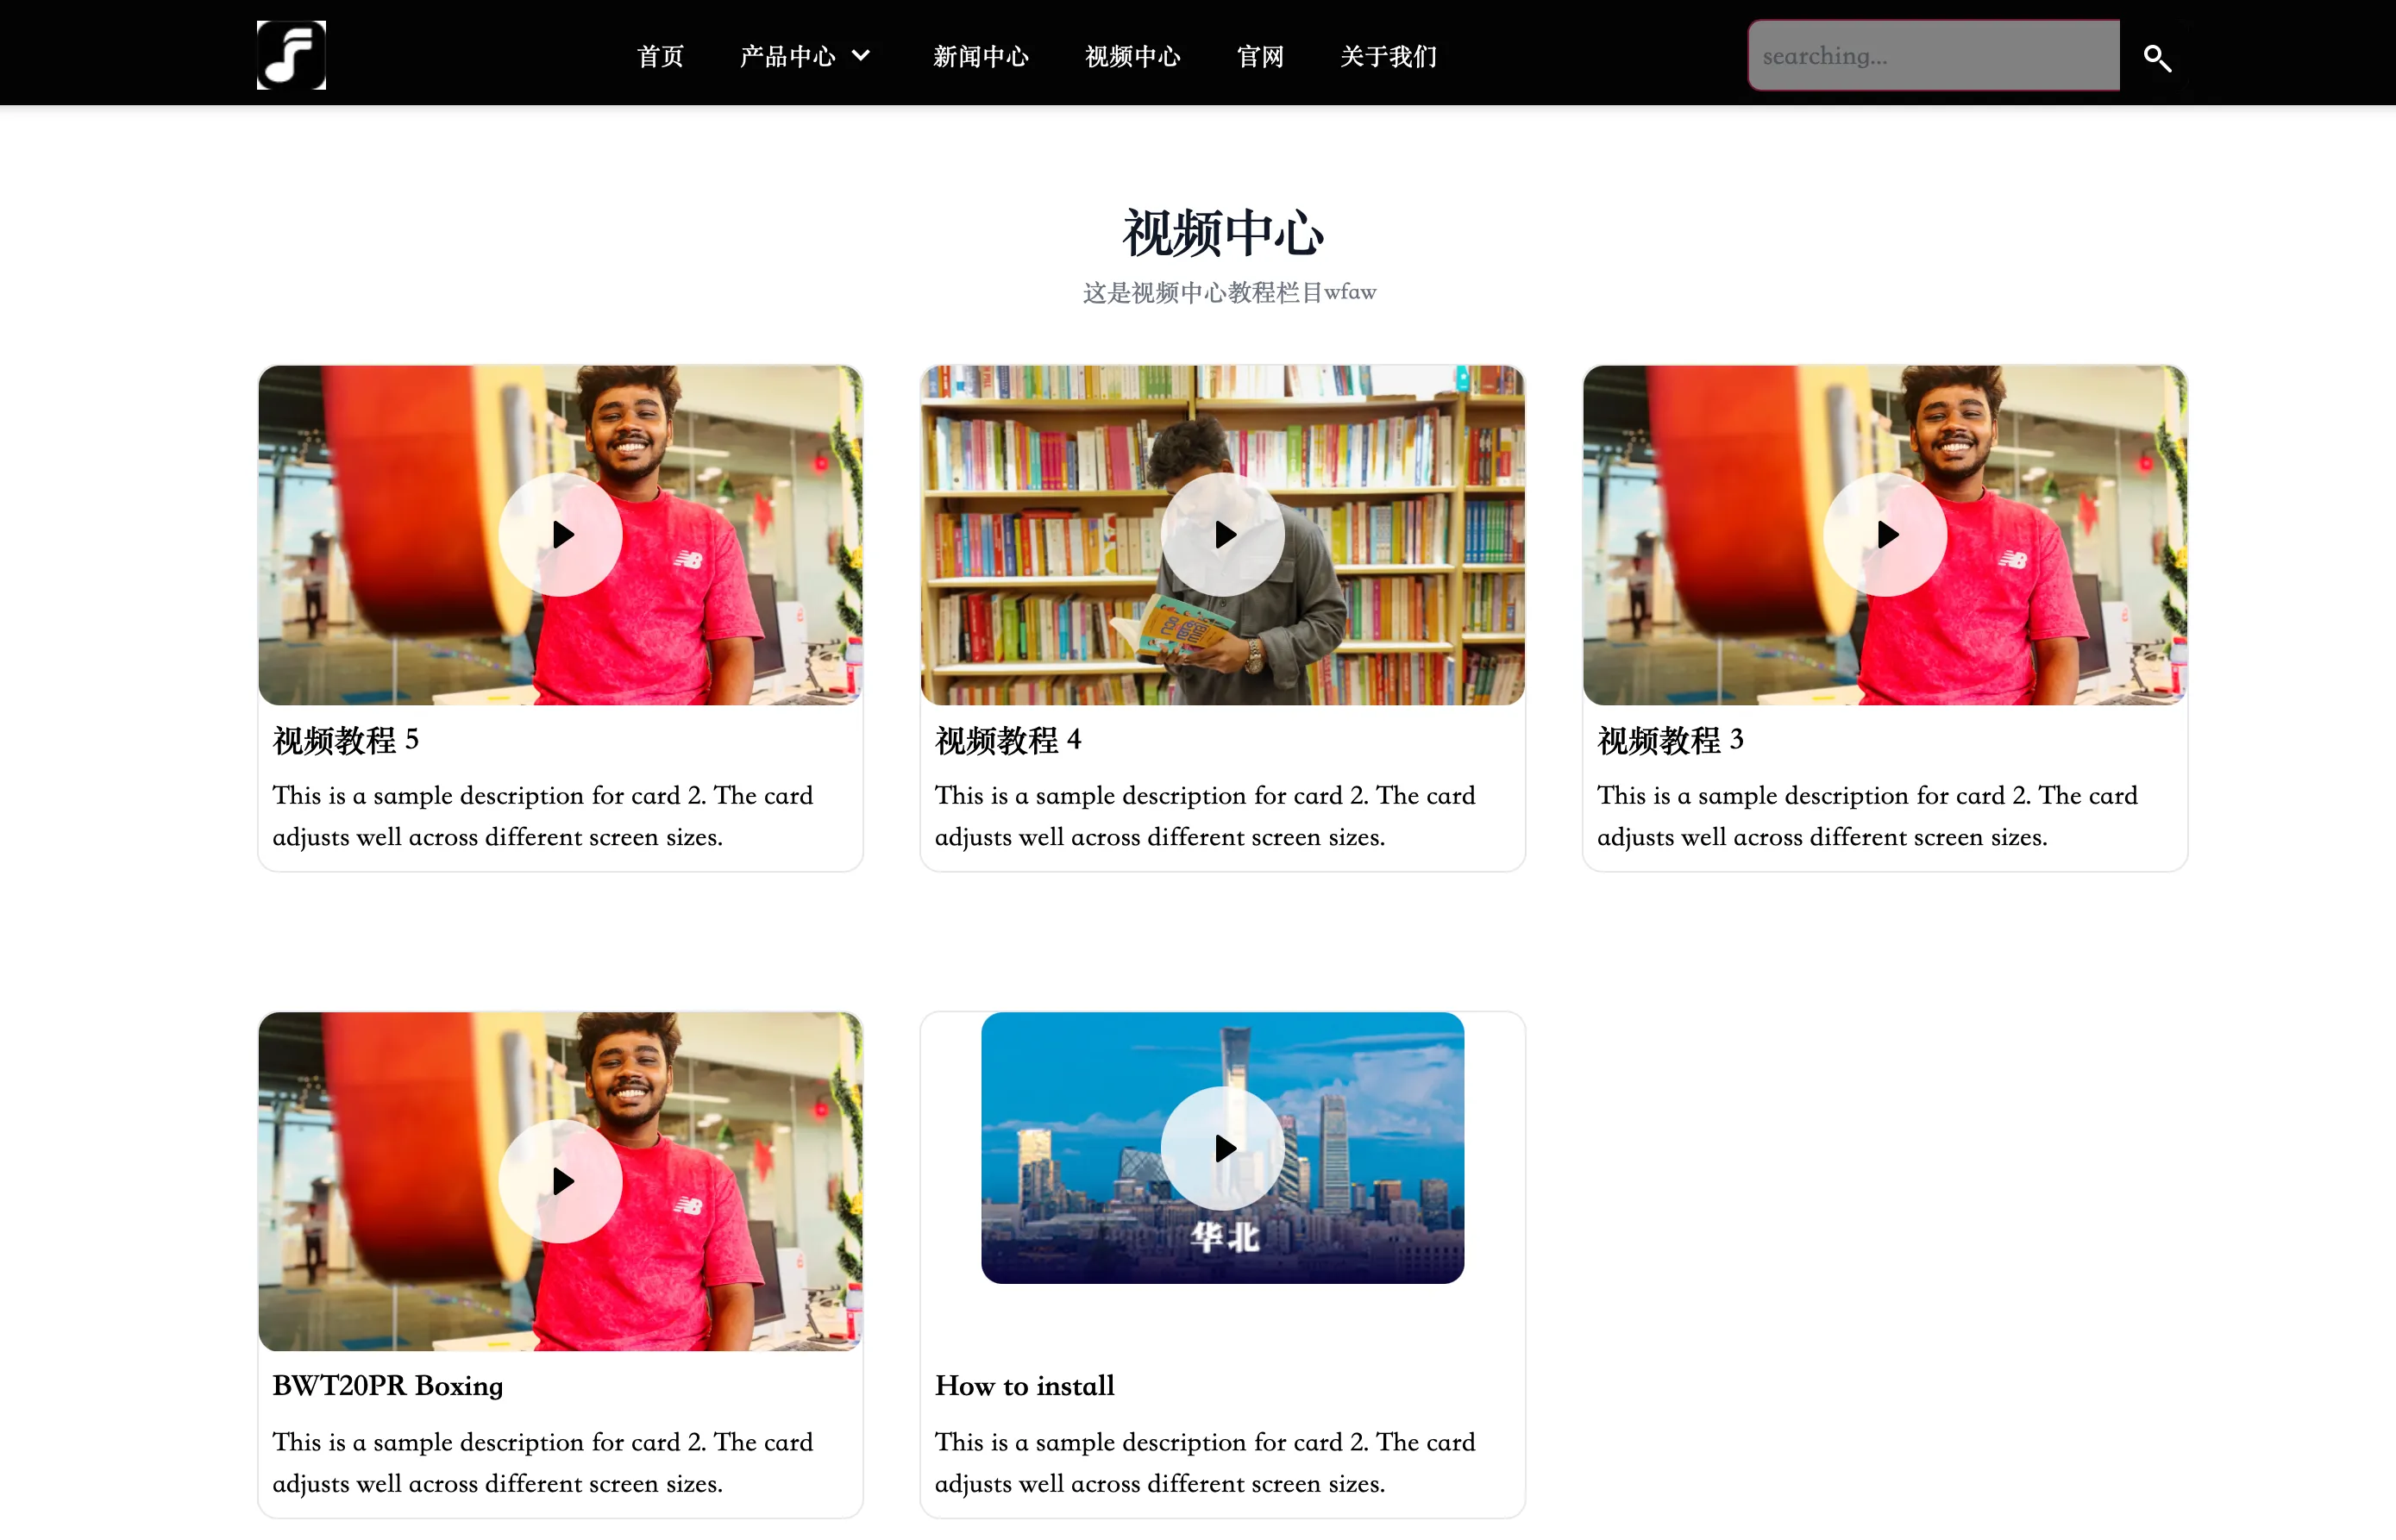 首页 产品中心 新闻中心 视频中心 官网 关于我们 searching...
视频中心
这是视频中心教程栏目wfaw
视频教程 5
This is a sample description for card 2. The card
adjusts well across different screen sizes.
视频教程 4
This is a sample description for card 2. The card
adjusts well across different screen sizes.
视频教程 3
This is a sample description for card 2. The card
adjusts well across different screen sizes.
华北
BWT20PR Boxing
This is a sample description for card 2. The card
adjusts well across different screen sizes.
How to install
This is a sample description for card 2. The card
adjusts well across different screen sizes.